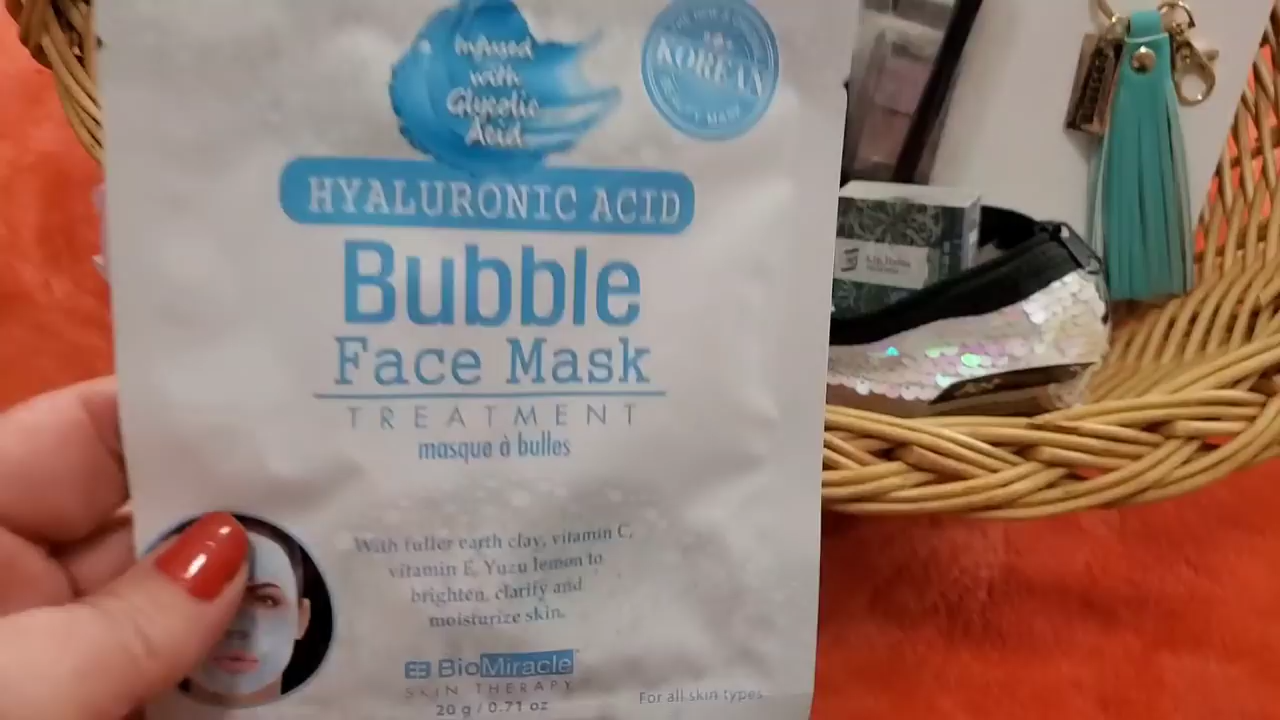 Infused
with
Glycolic
Acid
KOREAN
HYALURONIC ACID
Bubble
Face Mask
TREATMENT
masque à bulles
With fuller earth clay, vitamin C,
vitamin E, Yuzu lemon to
brighten, clarify and
moisturize skin.
BioMiracle
SKIN THERAPY
20 g / 0.71 oz
For all skin types